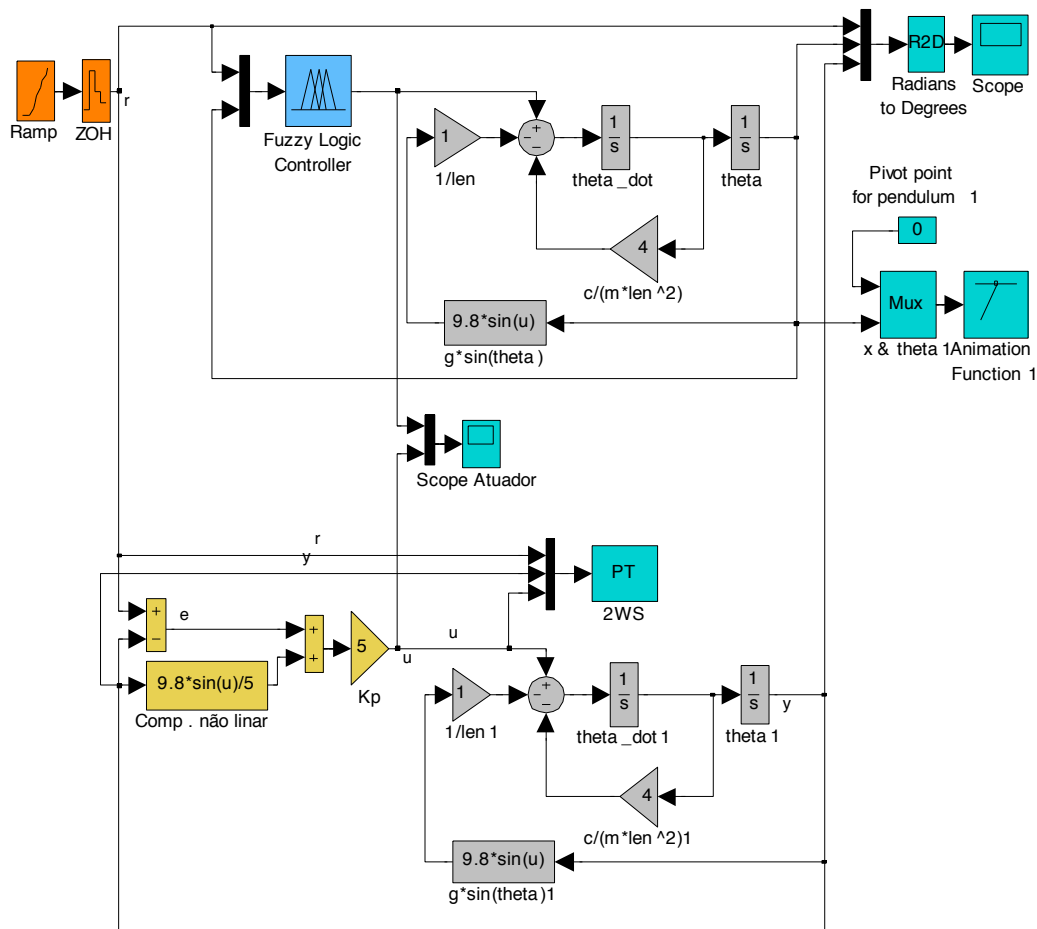 R2D
Radians
to Degrees
Scope
r
Ramp
ZOH
Fuzzy Logic
Controller
1
1/len
+
−
−
1
s
theta _dot
1
s
theta
4
c/(m*len ^2)
9.8*sin(u)
g*sin(theta )
Pivot point
for pendulum 1
0
Mux
x & theta 1
Animation
Function 1
Scope Atuador
r
y
PT
2WS
+
−
e
+
+
5
Kp
u
u
9.8*sin(u)/5
Comp . não linar
1
1/len 1
+
−
−
1
s
theta _dot 1
1
s
theta 1
y
4
c/(m*len ^2)1
9.8*sin(u)
g*sin(theta)1